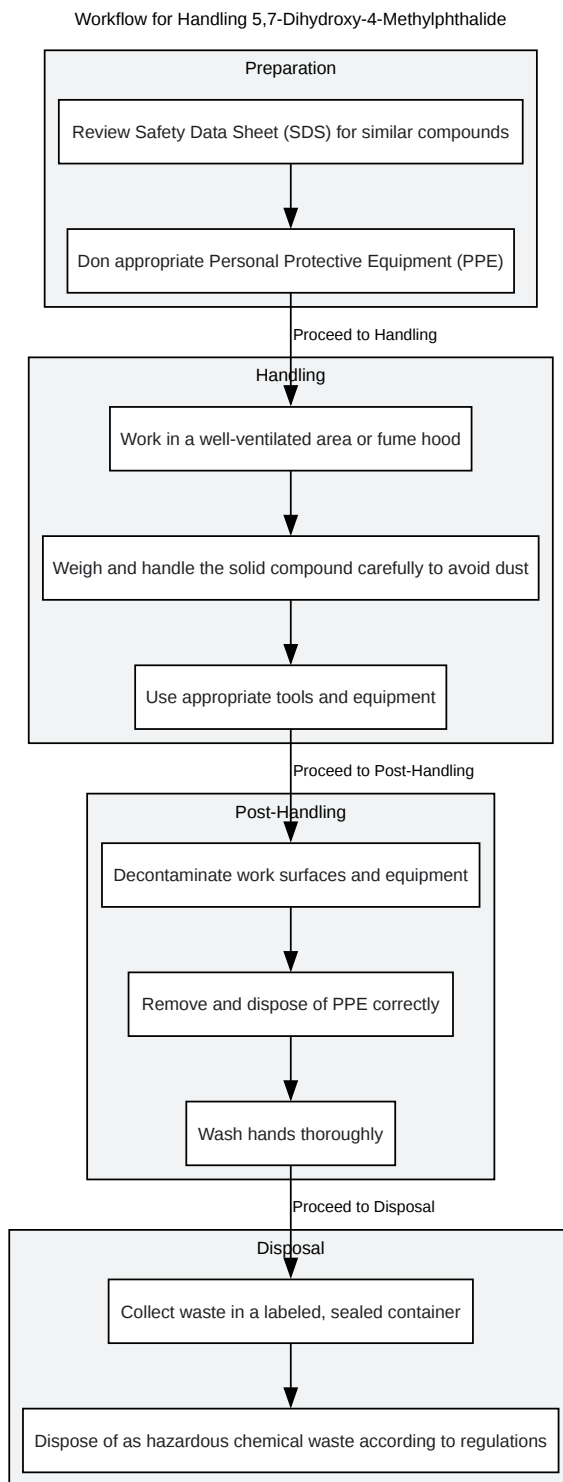 Workflow for Handling 5,7-Dihydroxy-4-Methylphthalide
Preparation
Review Safety Data Sheet (SDS) for similar compounds
Don appropriate Personal Protective Equipment (PPE)
Proceed to Handling
Handling
Work in a well-ventilated area or fume hood
Weigh and handle the solid compound carefully to avoid dust
Use appropriate tools and equipment
Proceed to Post-Handling
Post-Handling
Decontaminate work surfaces and equipment
Remove and dispose of PPE correctly
Wash hands thoroughly
Proceed to Disposal
Disposal
Collect waste in a labeled, sealed container
Dispose of as hazardous chemical waste according to regulations